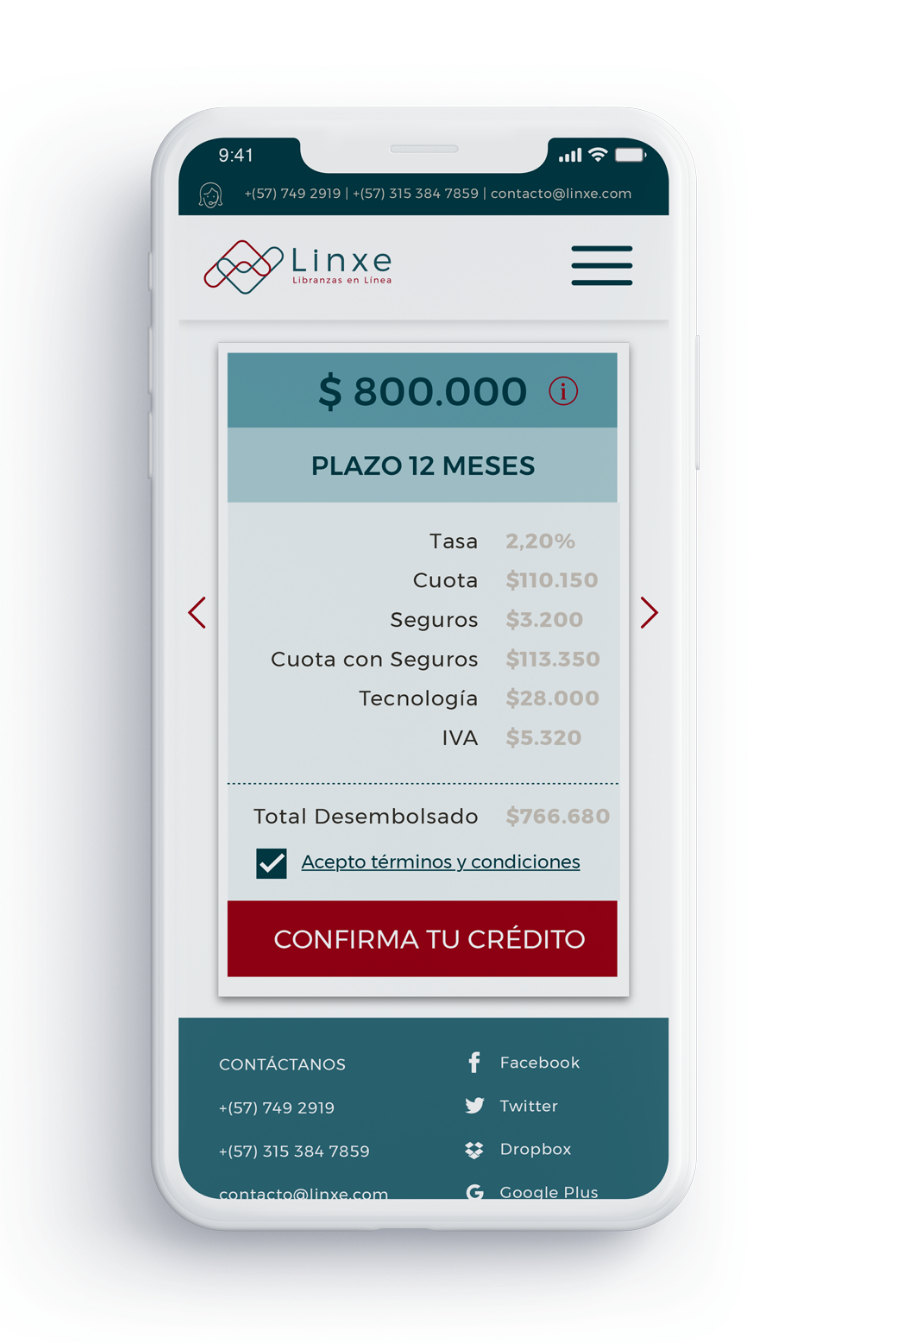 9:41
+(57) 749 2919 | +(57) 315 384 7859 | contacto@linxe.com
Linxe
Libranzas en Línea
$ 800.000 i
PLAZO 12 MESES
Tasa 2,20%
Cuota $110.150
Seguros $3.200
Cuota con Seguros $113.350
Tecnología $28.000
IVA $5.320
Total Desembolsado $766.680
Acepto términos y condiciones
CONFIRMA TU CRÉDITO
CONTÁCTANOS
+(57) 749 2919
+(57) 315 384 7859
contacto@linxe.com
Facebook
Twitter
Dropbox
Google Plus